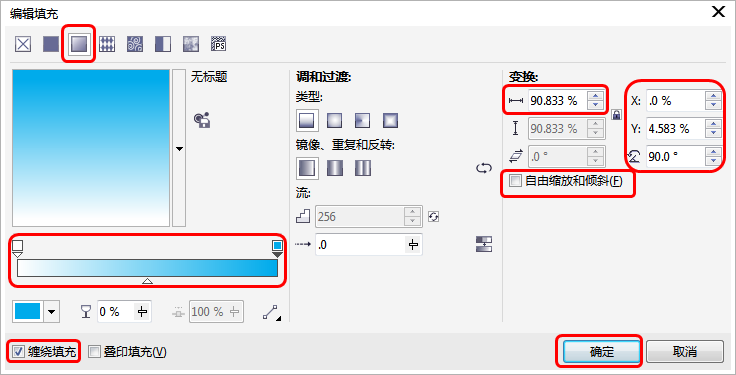 编辑填充
PS
无标题
调和过渡:
类型:
镜像、重复和反转:
流:
256
.0
变换:
90.833 %
90.833 %
.0 °
X: .0 %
Y: 4.583 %
90.0 °
自由缩放和倾斜(F)
0 %
100 %
缠绕填充
叠印填充(V)
确定
取消